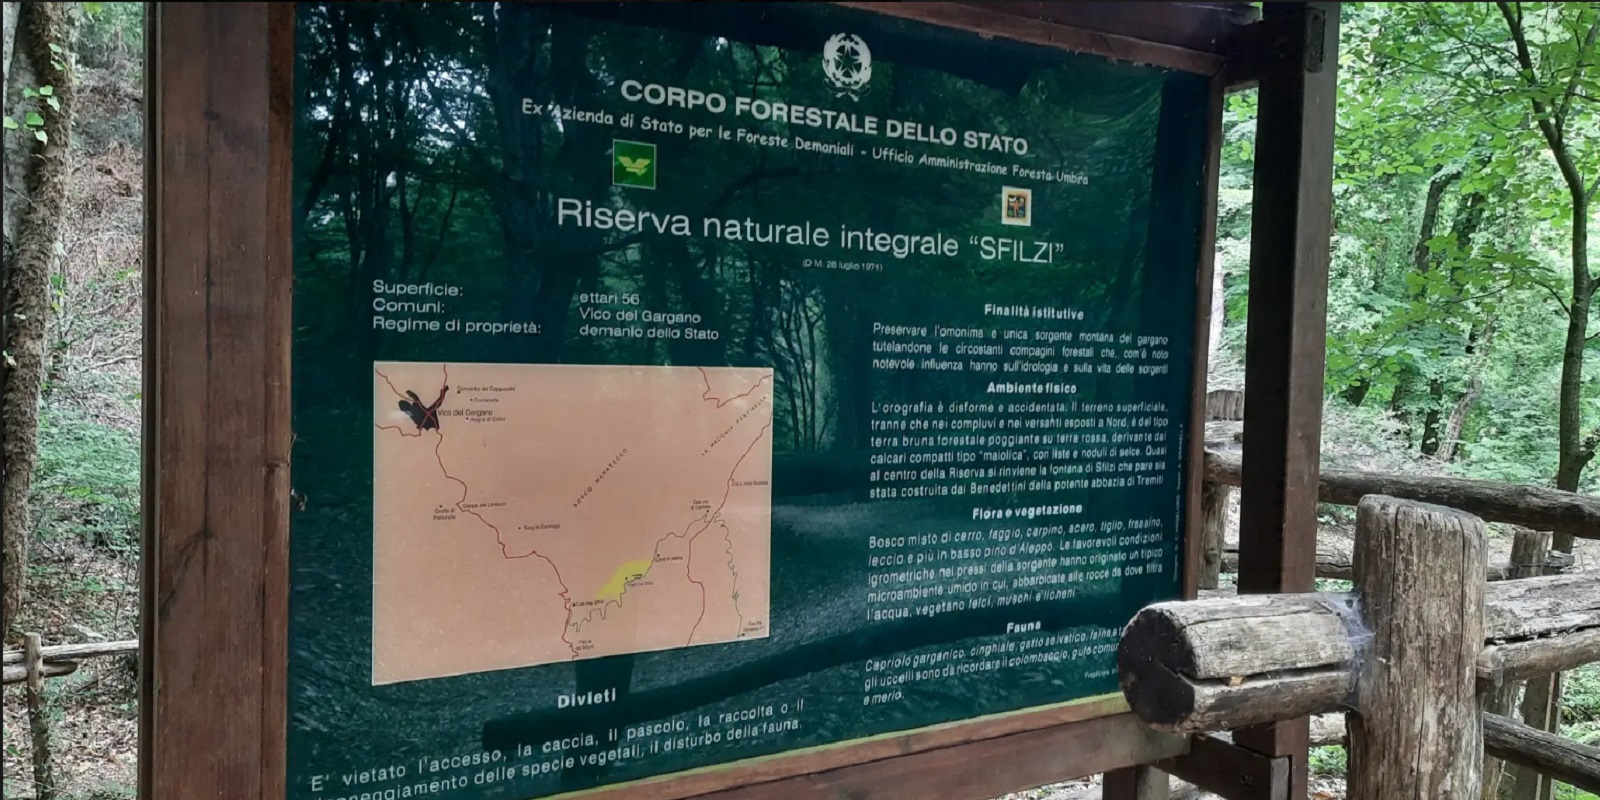 CORPO FORESTALE DELLO STATO
Ex Azienda di Stato per le Foreste Demaniali - Ufficio Amministrazione Foresta Umbra
Riserva naturale integrale “SFILZI”
(D.M. 26 luglio 1971)
Superficie: ettari 56
Comuni: Vico del Gargano
Regime di proprietà: demanio dello Stato
Vico del Gargano
BOSCO MANARECCO
Divieti
E' vietato l'accesso, la caccia, il pascolo, la raccolta o il
delle specie vegetali, il disturbo della fauna.
Finalità istitutive
Preservare l'omonima e unica sorgente montana del gargano
tutelandone le circostanti compagini forestali che, com'è noto
notevole influenza hanno sull'idrologia e sulla vita delle sorgenti
Ambiente fisico
L'orografia è disforme e accidentata. Il terreno superficiale,
tranne che nei compluvi e nei versanti esposti a Nord, è del tipo
terra bruna forestale poggiante su terra rossa, derivante dai
calcari compatti tipo "maiolica", con liste e noduli di selce. Quasi
al centro della Riserva si rinviene la fontana di Sfilzi che pare sia
stata costruita dai Benedettini della potente abbazia di Tremiti
Flora e vegetazione
Bosco misto di cerro, faggio, carpino, acero, tiglio, frassino,
leccio e più in basso pino d'Aleppo. Le favorevoli condizioni
igrometriche nei pressi della sorgente hanno originato un tipico
microambiente umido in cui, abbarbicate alle rocce da dove filtra
l'acqua, vegetano felci, muschi e licheni
Fauna
Capriolo garganico, cinghiale, gatto selvatico, faina
gli uccelli sono da ricordare il colombaccio, gufo
e merlo.